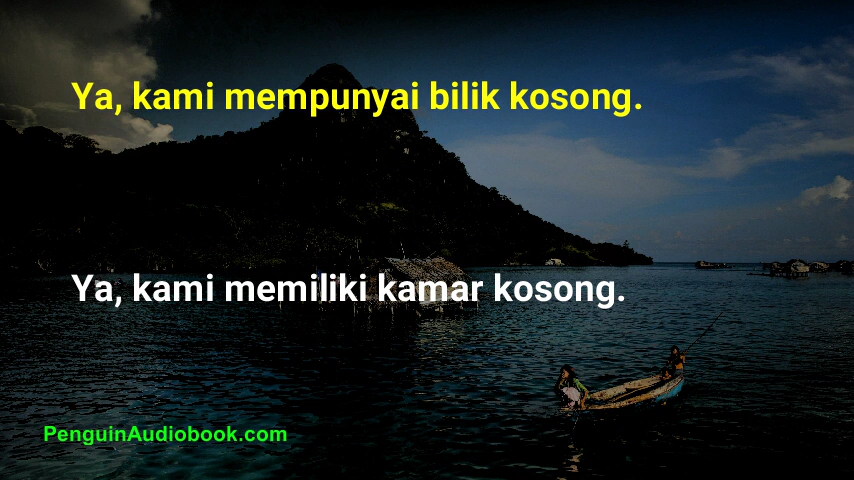 Ya, kami mempunyai bilik kosong.
Ya, kami memiliki kamar kosong.
PenguinAudiobook.com